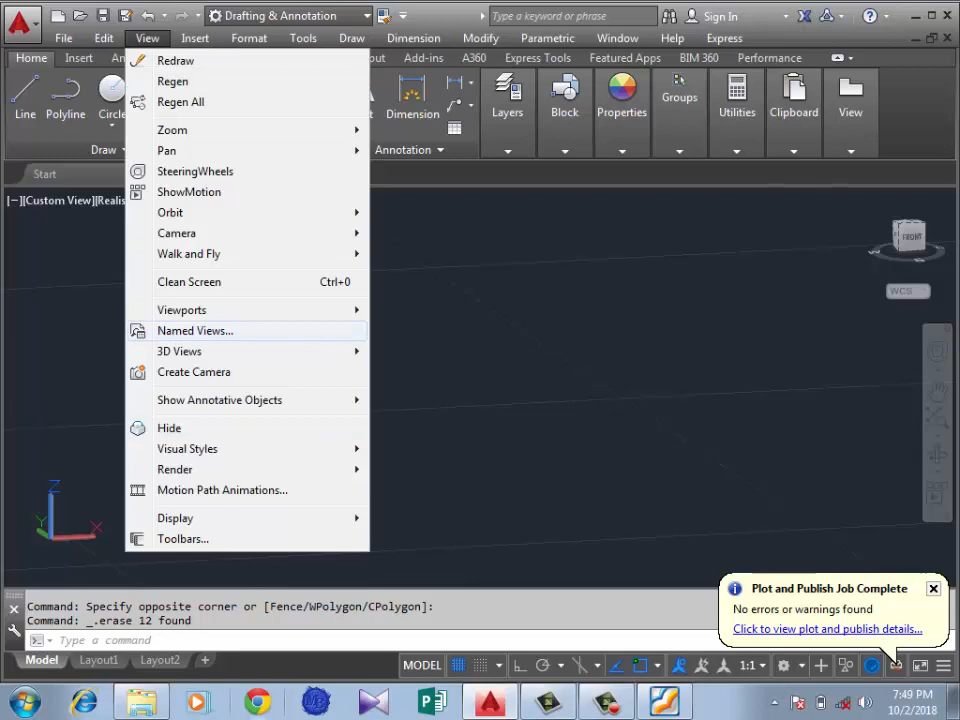 Drafting & Annotation
Type a keyword or phrase
Sign In
File Edit View Insert Format Tools Draw Dimension Modify Parametric Window Help Express
Home Insert An out Add-ins A360 Express Tools Featured Apps BIM 360 Performance
Line Polyline Circle Dimension Layers Block Properties Groups Utilities Clipboard View
Draw Annotation
Start
[−][Custom View][Realis
Redraw
Regen
Regen All
Zoom
Pan
SteeringWheels
ShowMotion
Orbit
Camera
Walk and Fly
Clean Screen Ctrl+0
Viewports
Named Views...
3D Views
Create Camera
Show Annotative Objects
Hide
Visual Styles
Render
Motion Path Animations...
Display
Toolbars...
FRONT
WCS
Z
Y
X
Command: Specify opposite corner or [Fence/WPolygon/CPolygon]:
Command: _.erase 12 found
Type a command
Plot and Publish Job Complete
No errors or warnings found
Click to view plot and publish details...
Model Layout1 Layout2 +
MODEL 1:1
7:49 PM
10/2/2018